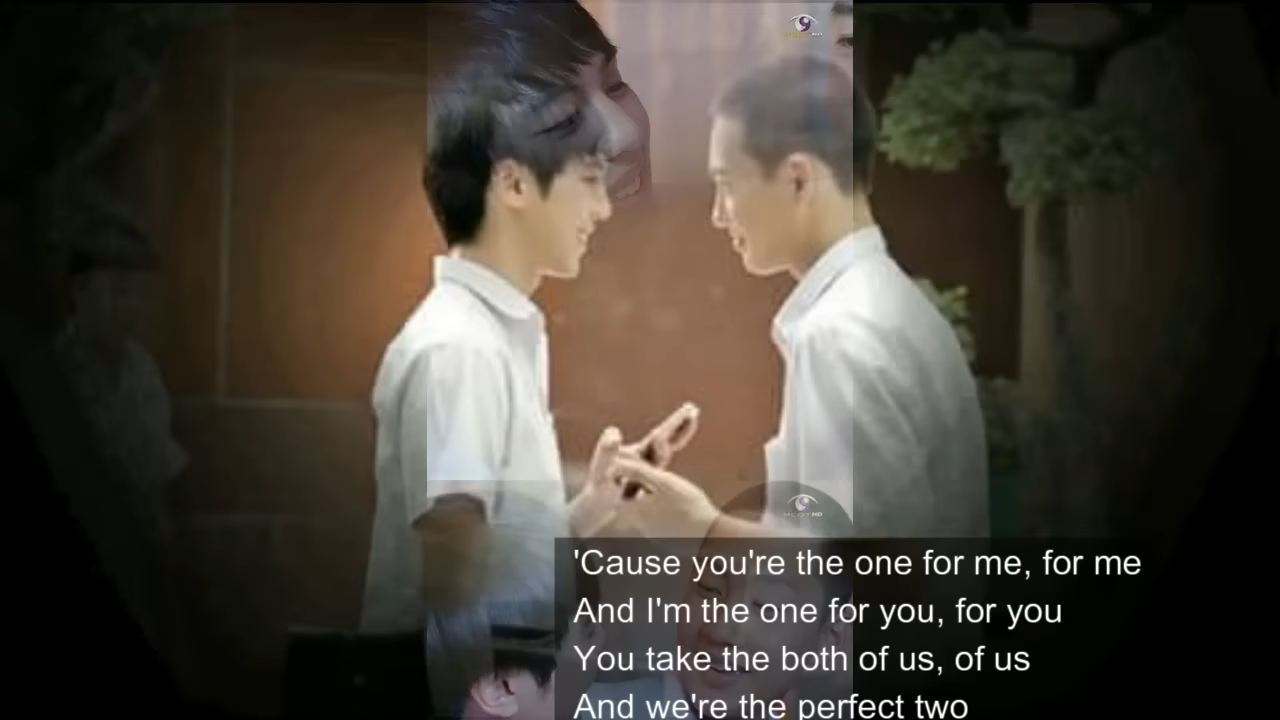 'Cause you're the one for me, for me
And I'm the one for you, for you
You take the both of us, of us
And we're the perfect two